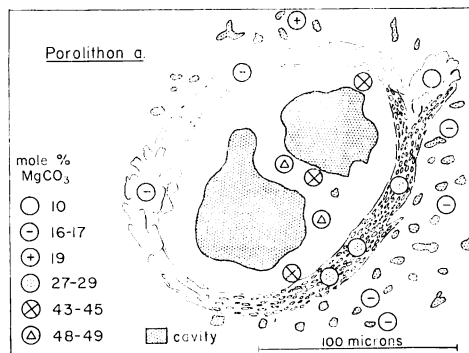 Porolithon a.
mole %
MgCO₃
10
16-17
19
27-29
43-45
48-49
cavity
100 microns